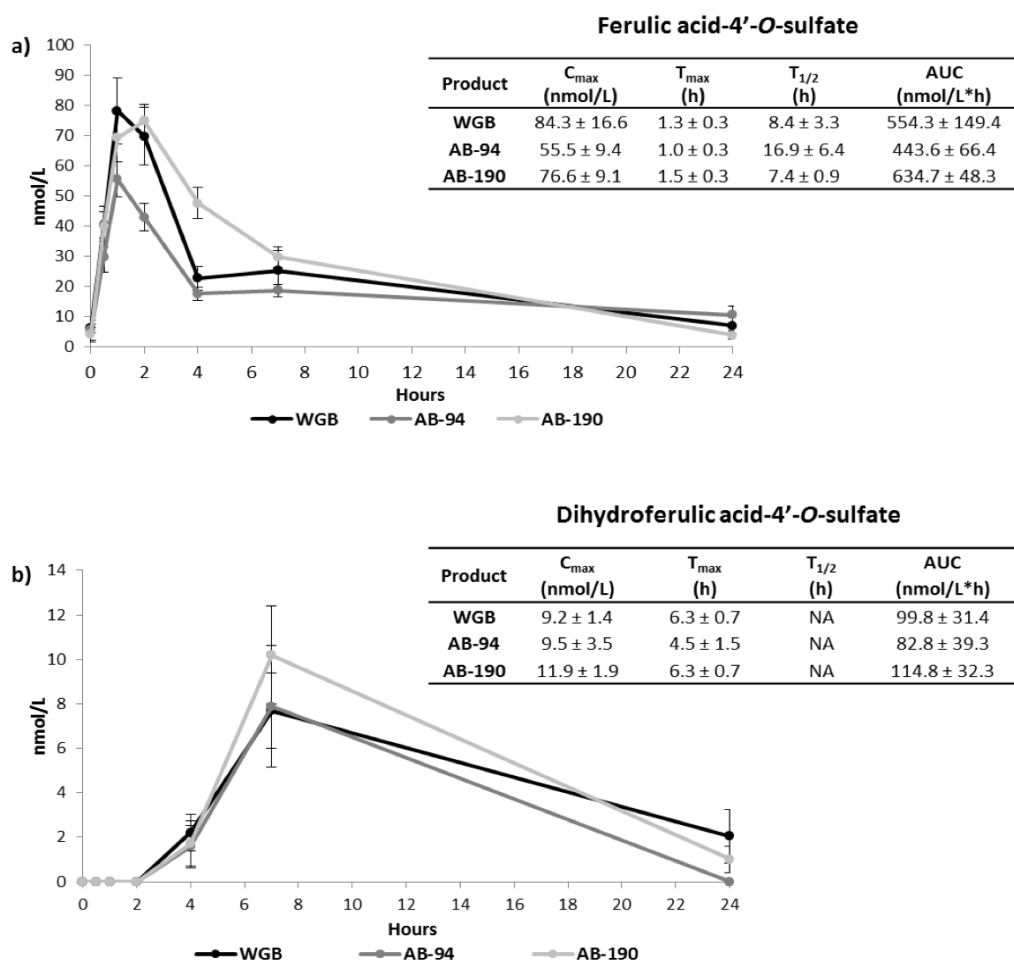 Ferulic acid-4'-O-sulfate
a)
Product Cmax (nmol/L) Tmax (h) T1/2 (h) AUC (nmol/L*h)
WGB 84.3 ± 16.6 1.3 ± 0.3 8.4 ± 3.3 554.3 ± 149.4
AB-94 55.5 ± 9.4 1.0 ± 0.3 16.9 ± 6.4 443.6 ± 66.4
AB-190 76.6 ± 9.1 1.5 ± 0.3 7.4 ± 0.9 634.7 ± 48.3
nmol/L
100
90
80
70
60
50
40
30
20
10
0
0 2 4 6 8 10 12 14 16 18 20 22 24
Hours
WGB AB-94 AB-190
Dihydroferulic acid-4'-O-sulfate
b)
Product Cmax (nmol/L) Tmax (h) T1/2 (h) AUC (nmol/L*h)
WGB 9.2 ± 1.4 6.3 ± 0.7 NA 99.8 ± 31.4
AB-94 9.5 ± 3.5 4.5 ± 1.5 NA 82.8 ± 39.3
AB-190 11.9 ± 1.9 6.3 ± 0.7 NA 114.8 ± 32.3
nmol/L
14
12
10
8
6
4
2
0
0 2 4 6 8 10 12 14 16 18 20 22 24
Hours
WGB AB-94 AB-190